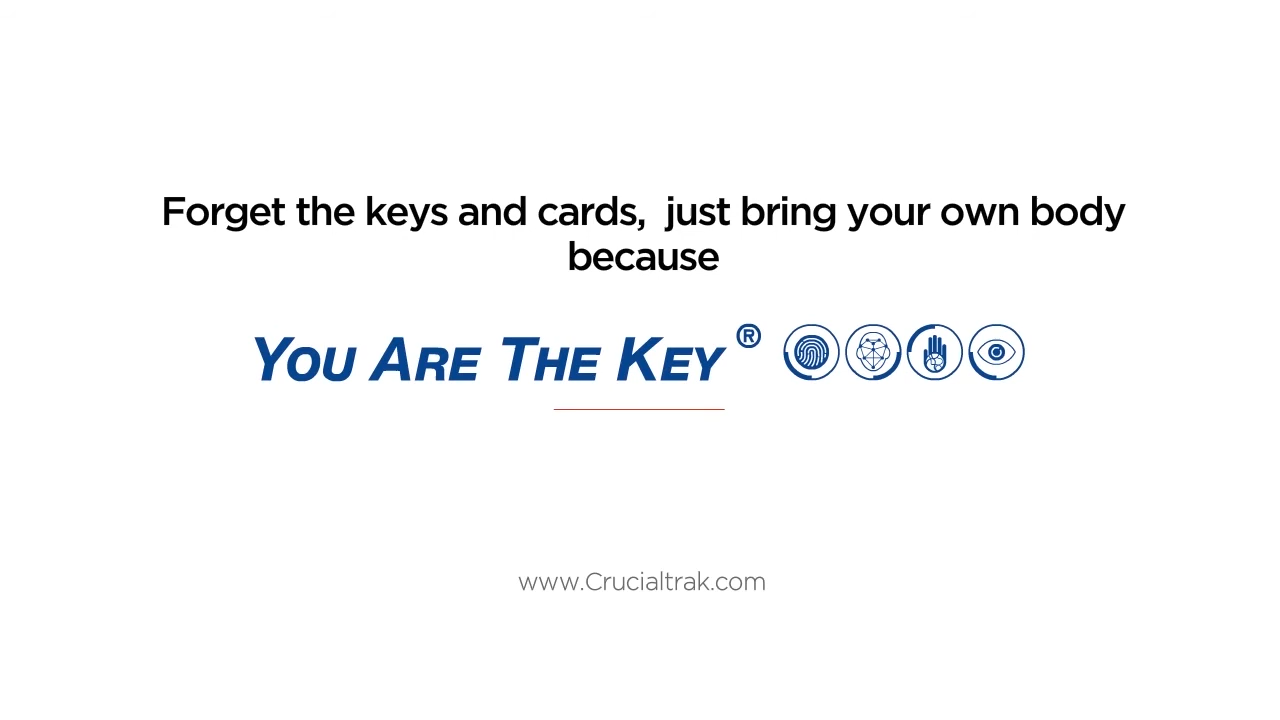 Forget the keys and cards,  just bring your own body
because
YOU ARE THE KEY®
www.Crucialtrak.com